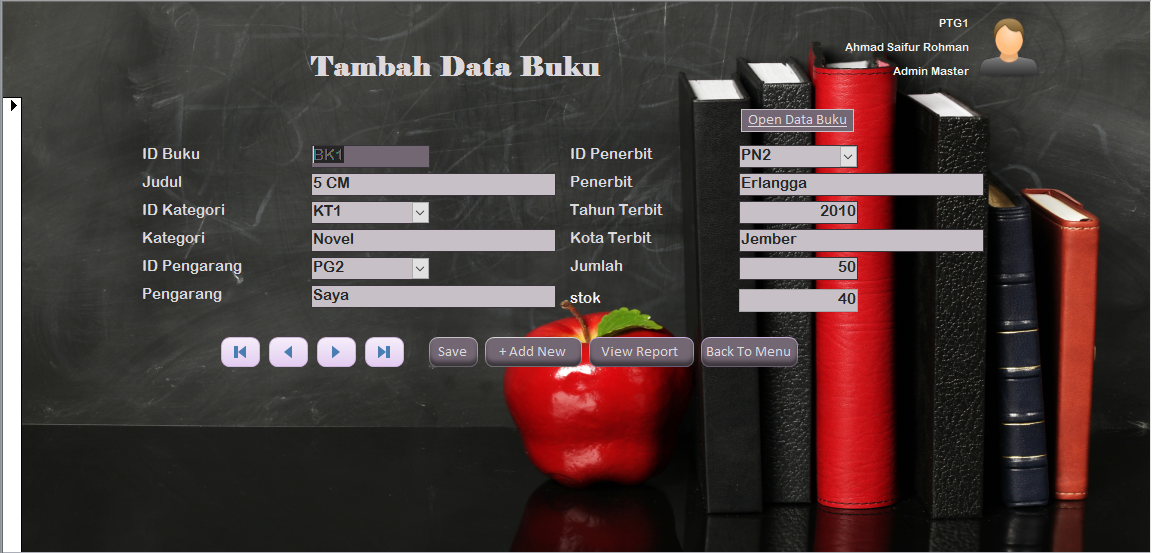 PTG1
Ahmad Saifur Rohman
Admin Master
Tambah Data Buku
Open Data Buku
ID Buku BK1
Judul 5 CM
ID Kategori KT1
Kategori Novel
ID Pengarang PG2
Pengarang Saya
ID Penerbit PN2
Penerbit Erlangga
Tahun Terbit 2010
Kota Terbit Jember
Jumlah 50
stok 40
Save + Add New View Report Back To Menu